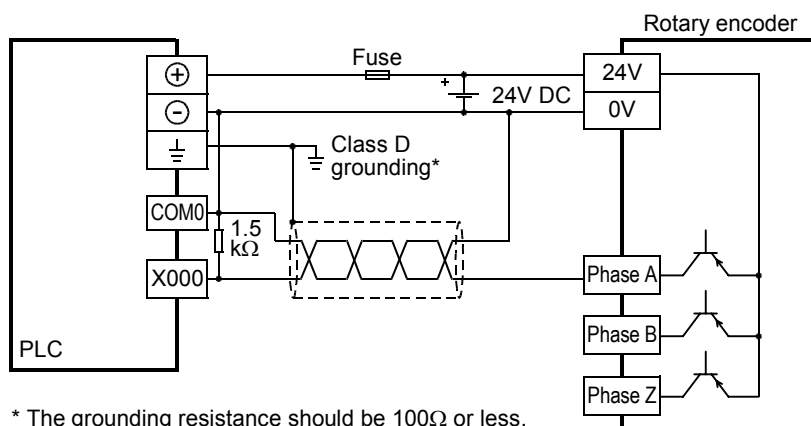 Rotary encoder
Fuse
24V
+
24V DC
0V
Class D
grounding*
COM0
1.5
kΩ
X000
Phase A
Phase B
PLC
Phase Z
* The grounding resistance should be 100Ω or less.